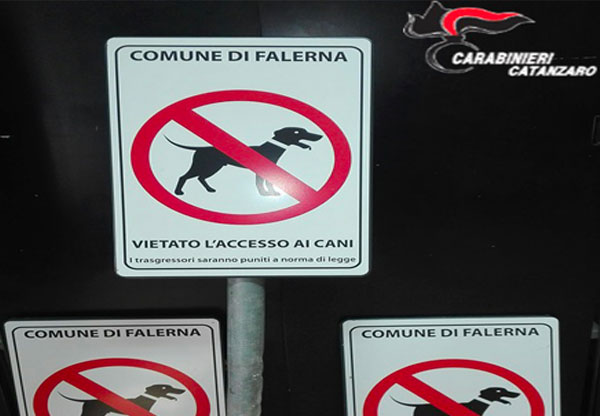 CARABINIERI
CATANZARO
COMUNE DI FALERNA
VIETATO L'ACCESSO AI CANI
I trasgressori saranno puniti a norma di legge
COMUNE DI FALERNA
COMUNE DI FALERNA